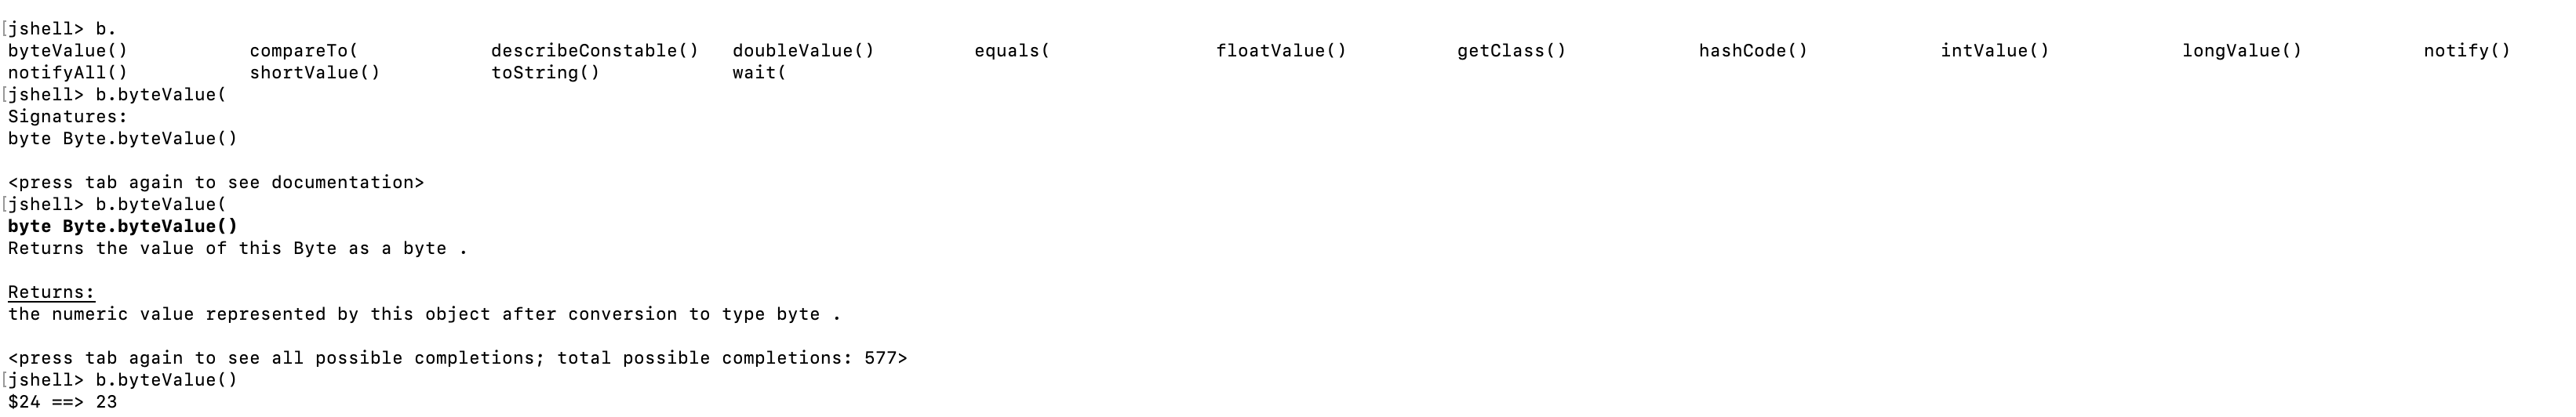 [jshell> b.
byteValue() compareTo( describeConstable() doubleValue() equals( floatValue() getClass() hashCode() intValue() longValue() notify()
notifyAll() shortValue() toString() wait(
[jshell> b.byteValue(
Signatures:
byte Byte.byteValue()
<press tab again to see documentation>
[jshell> b.byteValue(
byte Byte.byteValue()
Returns the value of this Byte as a byte .
Returns:
the numeric value represented by this object after conversion to type byte .
<press tab again to see all possible completions; total possible completions: 577>
[jshell> b.byteValue()
$24 ==> 23